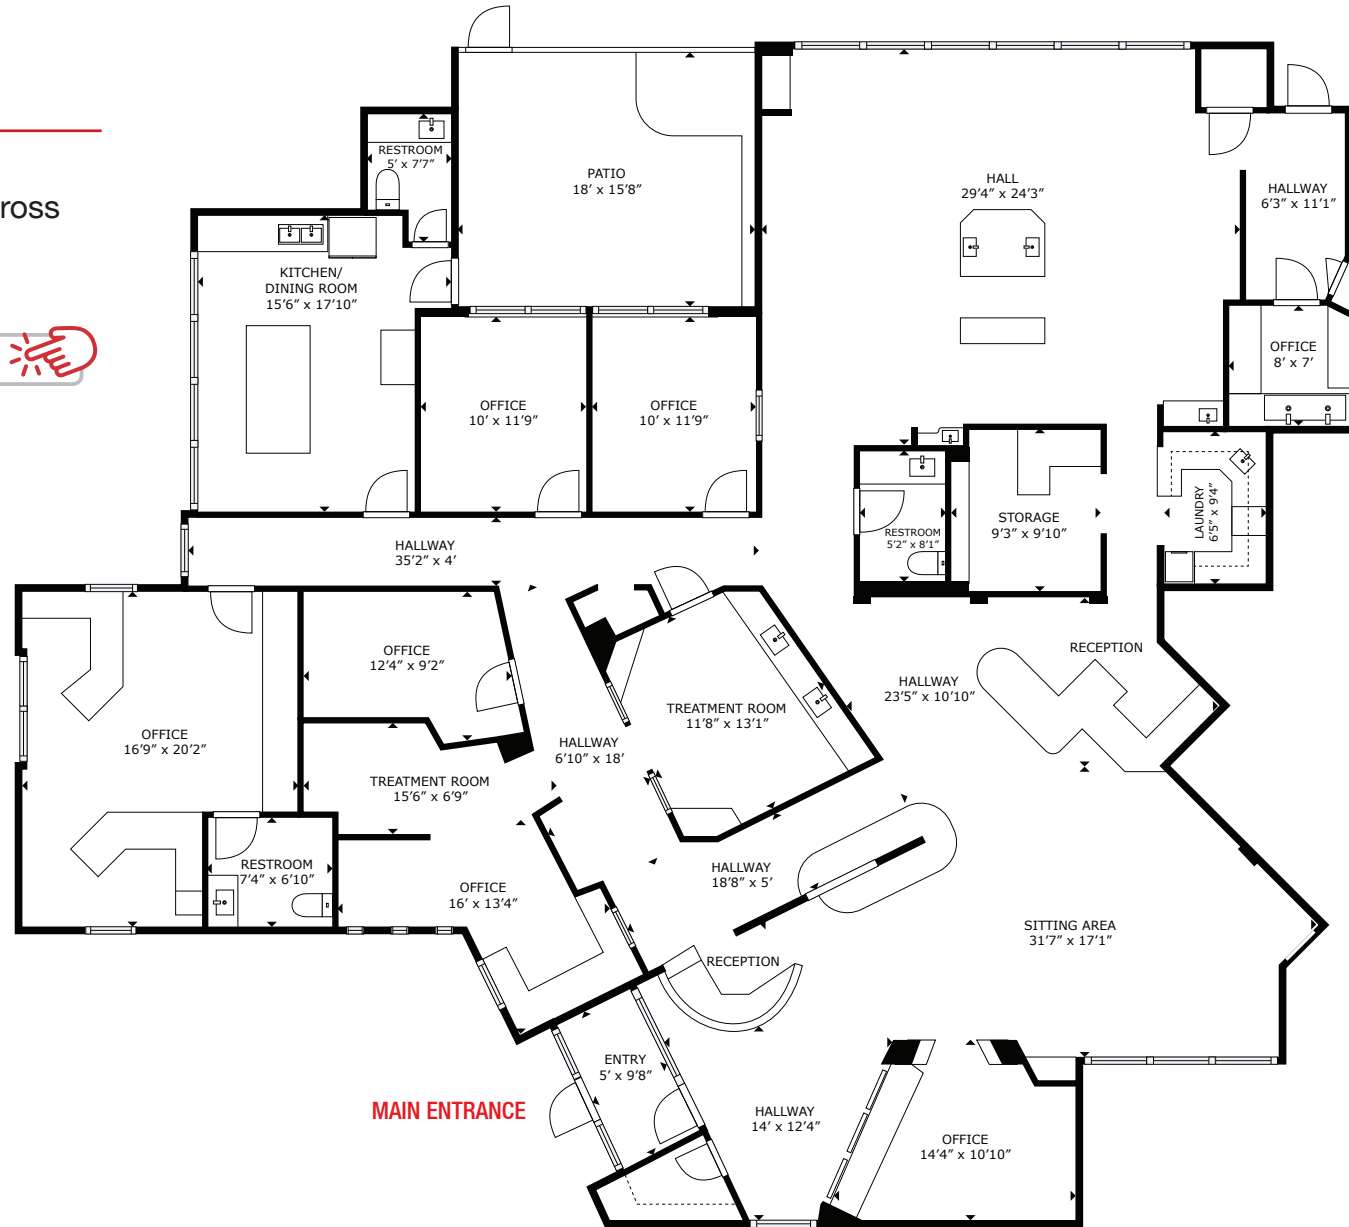 ross
RESTROOM
5' x 7'7"
PATIO
18' x 15'8"
HALL
29'4" x 24'3"
HALLWAY
6'3" x 11'1"
KITCHEN/
DINING ROOM
15'6" x 17'10"
OFFICE
8' x 7'
OFFICE
10' x 11'9"
OFFICE
10' x 11'9"
STORAGE
9'3" x 9'10"
LAUNDRY
6'5" x 9'4"
RESTROOM
5'2" x 8'1"
HALLWAY
35'2" x 4'
OFFICE
12'4" x 9'2"
RECEPTION
HALLWAY
23'5" x 10'10"
TREATMENT ROOM
11'8" x 13'1"
OFFICE
16'9" x 20'2"
HALLWAY
6'10" x 18'
TREATMENT ROOM
15'6" x 6'9"
RESTROOM
7'4" x 6'10"
HALLWAY
18'8" x 5'
OFFICE
16' x 13'4"
SITTING AREA
31'7" x 17'1"
RECEPTION
ENTRY
5' x 9'8"
MAIN ENTRANCE
HALLWAY
14' x 12'4"
OFFICE
14'4" x 10'10"